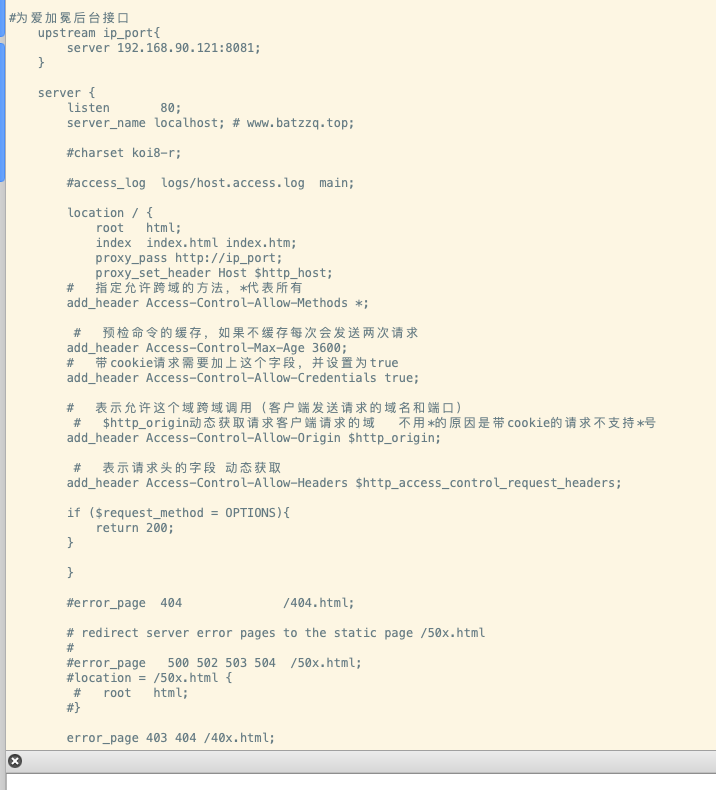 #为爱加冕后台接口
    upstream ip_port{
        server 192.168.90.121:8081;
    }

    server {
        listen       80;
        server_name localhost; # www.batzzq.top;

        #charset koi8-r;

        #access_log  logs/host.access.log  main;

        location / {
            root   html;
            index  index.html index.htm;
            proxy_pass http://ip_port;
            proxy_set_header Host $http_host;
        #   指定允许跨域的方法，*代表所有
        add_header Access-Control-Allow-Methods *;

         #   预检命令的缓存，如果不缓存每次会发送两次请求
        add_header Access-Control-Max-Age 3600;
        #   带cookie请求需要加上这个字段，并设置为true
        add_header Access-Control-Allow-Credentials true;

        #   表示允许这个域跨域调用（客户端发送请求的域名和端口）
         #   $http_origin动态获取请求客户端请求的域   不用*的原因是带cookie的请求不支持*号
        add_header Access-Control-Allow-Origin $http_origin;

         #   表示请求头的字段 动态获取
        add_header Access-Control-Allow-Headers $http_access_control_request_headers;

        if ($request_method = OPTIONS){
            return 200;
        }

        }

        #error_page  404              /404.html;

        # redirect server error pages to the static page /50x.html
        #
        #error_page   500 502 503 504  /50x.html;
        #location = /50x.html {
         #   root   html;
        #}

        error_page 403 404 /40x.html;